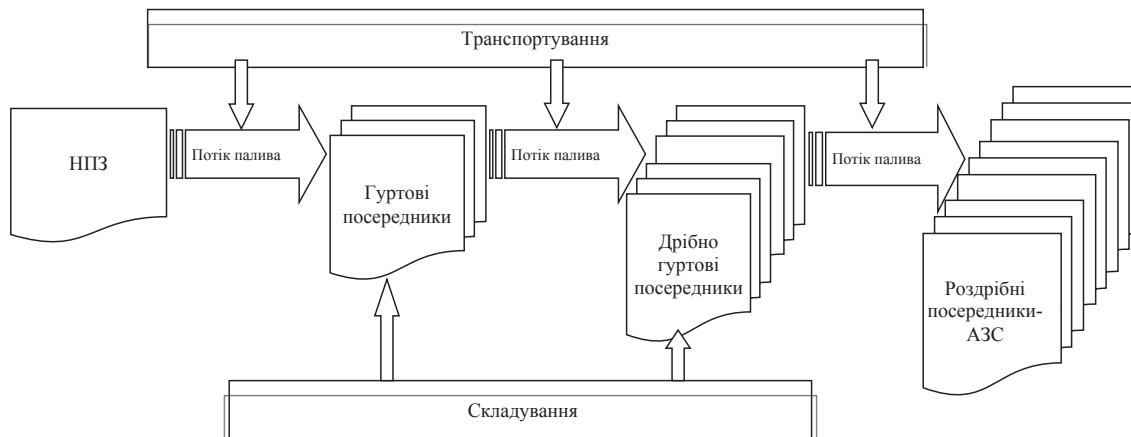 Транспортування
НПЗ
Потік палива
Гуртові
посередники
Потік палива
Дрібно
гуртові
посередники
Потік палива
Роздрібні
посередники-
АЗС
Складування